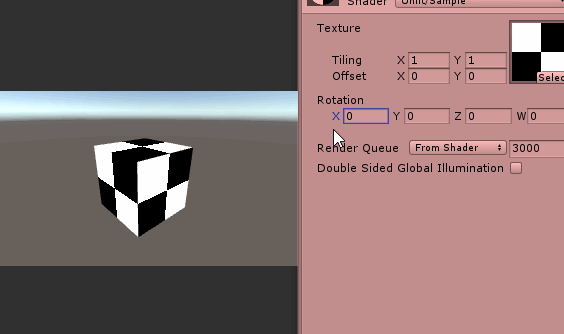 Shader Unlit/Sample
Texture
Tiling X 1 Y 1
Offset X 0 Y 0
Selec
Rotation
X 0 Y 0 Z 0 W 0
Render Queue From Shader 3000
Double Sided Global Illumination